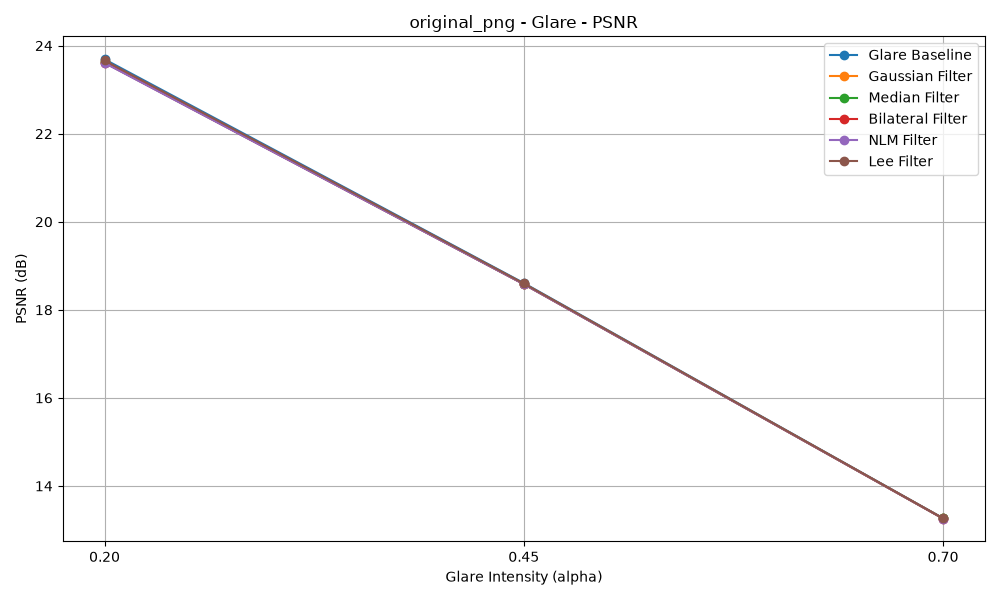 original_png - Glare - PSNR
Glare Baseline
Gaussian Filter
Median Filter
Bilateral Filter
NLM Filter
Lee Filter
PSNR (dB)
24
22
20
18
16
14
0.20
0.45
0.70
Glare Intensity (alpha)